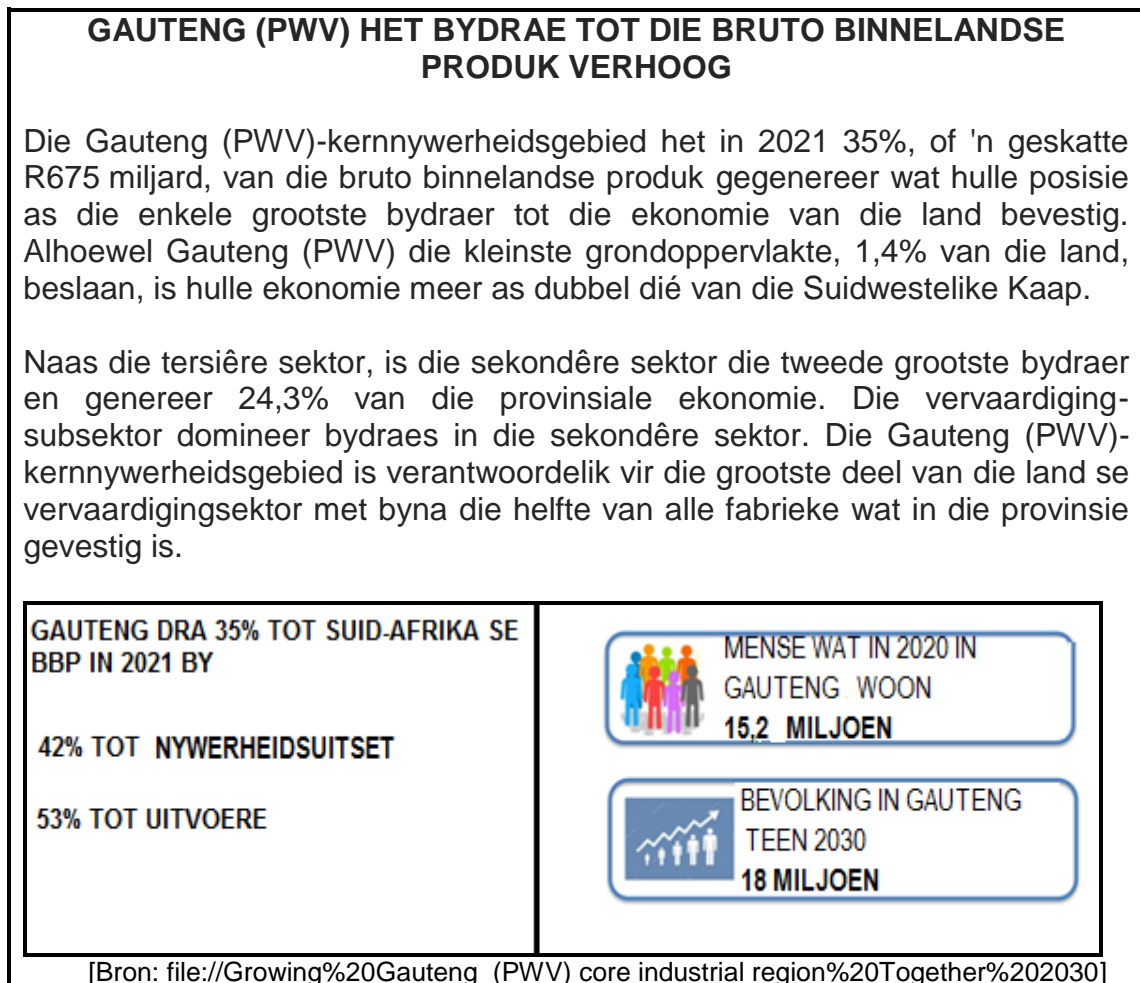 GAUTENG (PWV) HET BYDRAE TOT DIE BRUTO BINNELANDSE
PRODUK VERHOOG
Die Gauteng (PWV)-kernnywerheidsgebied het in 2021 35%, of 'n geskatte
R675 miljard, van die bruto binnelandse produk gegenereer wat hulle posisie
as die enkele grootste bydraer tot die ekonomie van die land bevestig.
Alhoewel Gauteng (PWV) die kleinste grondoppervlakte, 1,4% van die land,
beslaan, is hulle ekonomie meer as dubbel dié van die Suidwestelike Kaap.
Naas die tersiêre sektor, is die sekondêre sektor die tweede grootste bydraer
en genereer 24,3% van die provinsiale ekonomie. Die vervaardiging-
subsektor domineer bydraes in die sekondêre sektor. Die Gauteng (PWV)-
kernnywerheidsgebied is verantwoordelik vir die grootste deel van die land se
vervaardigingsektor met byna die helfte van alle fabrieke wat in die provinsie
gevestig is.
GAUTENG DRA 35% TOT SUID-AFRIKA SE
BBP IN 2021 BY
42% TOT NYWERHEIDSUITSET
53% TOT UITVOERE
MENSE WAT IN 2020 IN
GAUTENG WOON
15,2 MILJOEN
BEVOLKING IN GAUTENG
TEEN 2030
18 MILJOEN
[Bron: file://Growing%20Gauteng (PWV) core industrial region%20Together%202030]